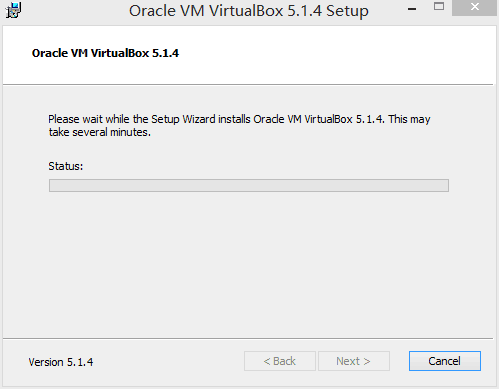 Oracle VM VirtualBox 5.1.4 Setup
Oracle VM VirtualBox 5.1.4
Please wait while the Setup Wizard installs Oracle VM VirtualBox 5.1.4. This may
take several minutes.
Status:
Version 5.1.4
< Back
Next >
Cancel